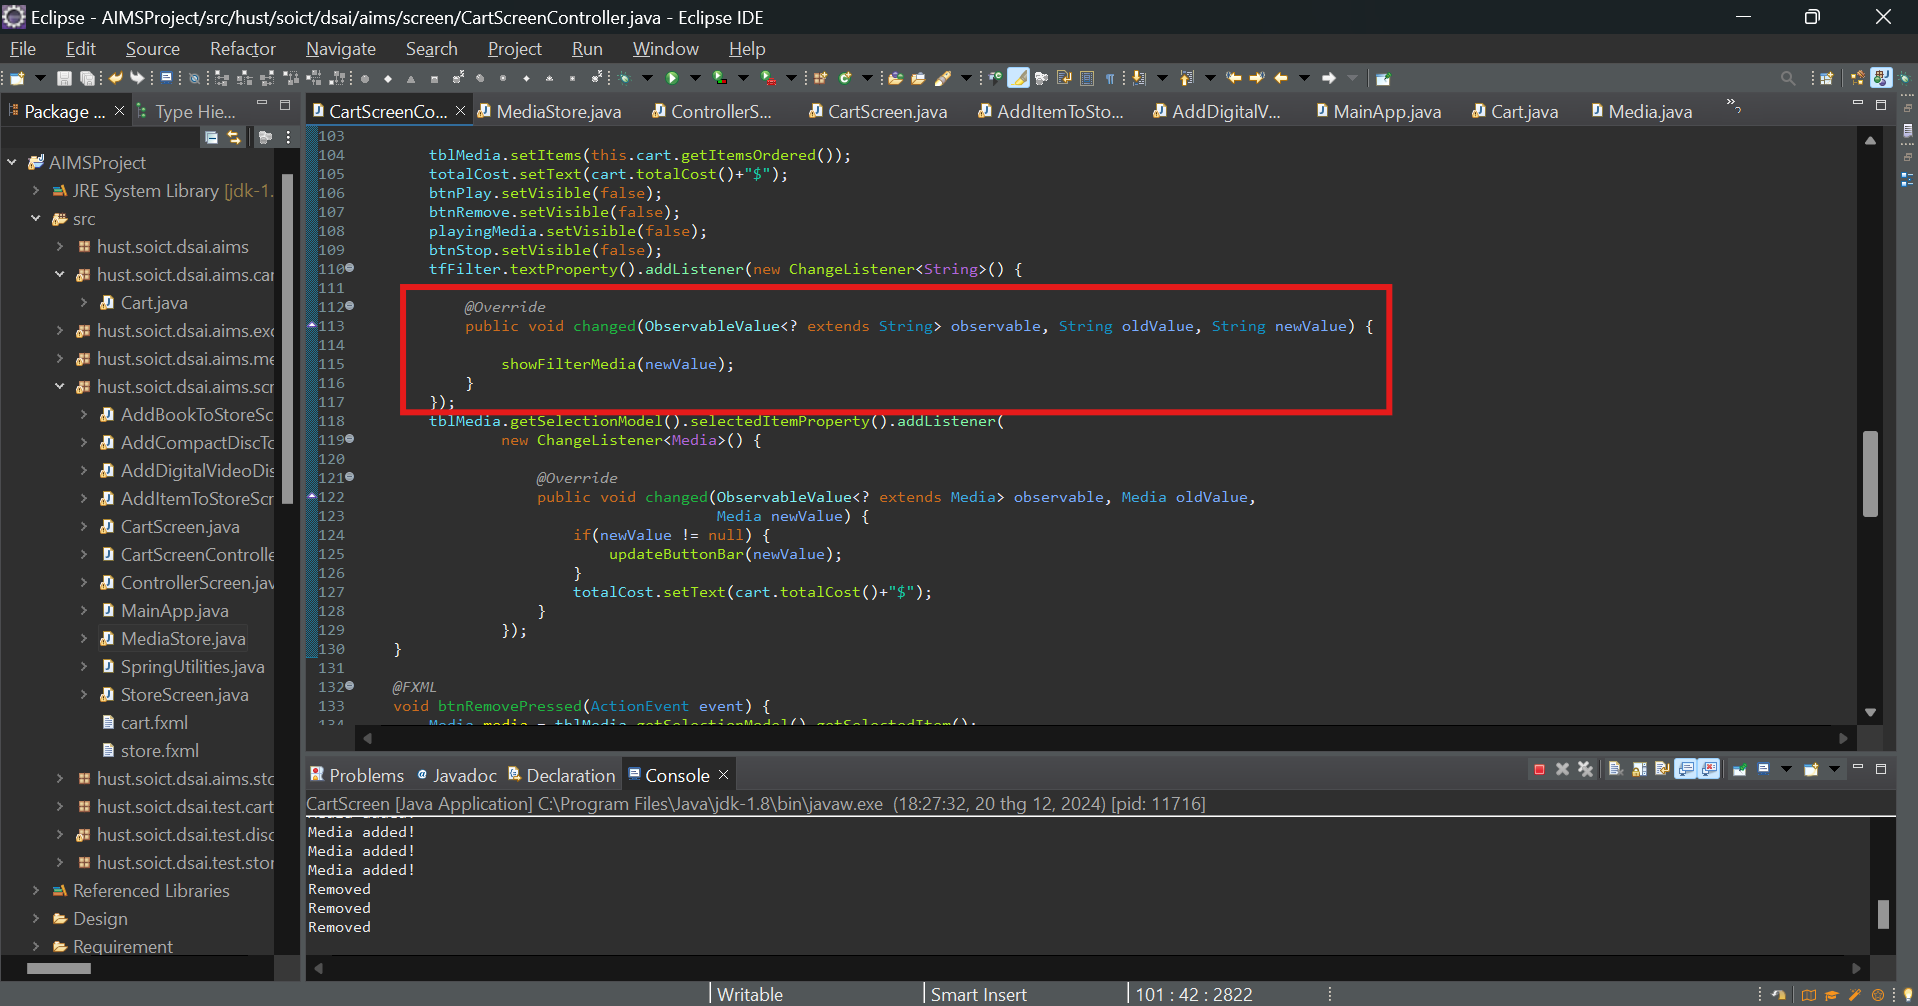 Eclipse - AIMSProject/src/hust/soict/dsai/aims/screen/CartScreenController.java - Eclipse IDE
File Edit Source Refactor Navigate Search Project Run Window Help
Package ... Type Hie...
CartScreenCo... MediaStore.java ControllerS... CartScreen.java AddItemToSto... AddDigitalV... MainApp.java Cart.java Media.java
AIMSProject
JRE System Library [jdk-1.
src
hust.soict.dsai.aims
hust.soict.dsai.aims.car
Cart.java
hust.soict.dsai.aims.exc
hust.soict.dsai.aims.me
hust.soict.dsai.aims.scr
AddBookToStoreSc
AddCompactDiscTo
AddDigitalVideoDis
AddItemToStoreScr
CartScreen.java
CartScreenControlle
ControllerScreen.jav
MainApp.java
MediaStore.java
SpringUtilities.java
StoreScreen.java
cart.fxml
store.fxml
hust.soict.dsai.aims.sto
hust.soict.dsai.test.cart
hust.soict.dsai.test.disc
hust.soict.dsai.test.stor
Referenced Libraries
Design
Requirement
103
104 tblMedia.setItems(this.cart.getItemsOrdered());
105 totalCost.setText(cart.totalCost()+"$");
106 btnPlay.setVisible(false);
107 btnRemove.setVisible(false);
108 playingMedia.setVisible(false);
109 btnStop.setVisible(false);
110 tfFilter.textProperty().addListener(new ChangeListener<String>() {
111
112 @Override
113 public void changed(ObservableValue<? extends String> observable, String oldValue, String newValue) {
114
115 showFilterMedia(newValue);
116 }
117 });
118 tblMedia.getSelectionModel().selectedItemProperty().addListener(
119 new ChangeListener<Media>() {
120
121 @Override
122 public void changed(ObservableValue<? extends Media> observable, Media oldValue,
123 Media newValue) {
124 if(newValue != null) {
125 updateButtonBar(newValue);
126 }
127 totalCost.setText(cart.totalCost()+"$");
128 }
129 });
130 }
131
132 @FXML
133 void btnRemovePressed(ActionEvent event) {
134 Media media = tblMedia.getSelectionModel().getSelectedItem();
Problems Javadoc Declaration Console
CartScreen [Java Application] C:\Program Files\Java\jdk-1.8\bin\javaw.exe (18:27:32, 20 thg 12, 2024) [pid: 11716]
Media added!
Media added!
Media added!
Removed
Removed
Removed
Writable Smart Insert 101 : 42 : 2822